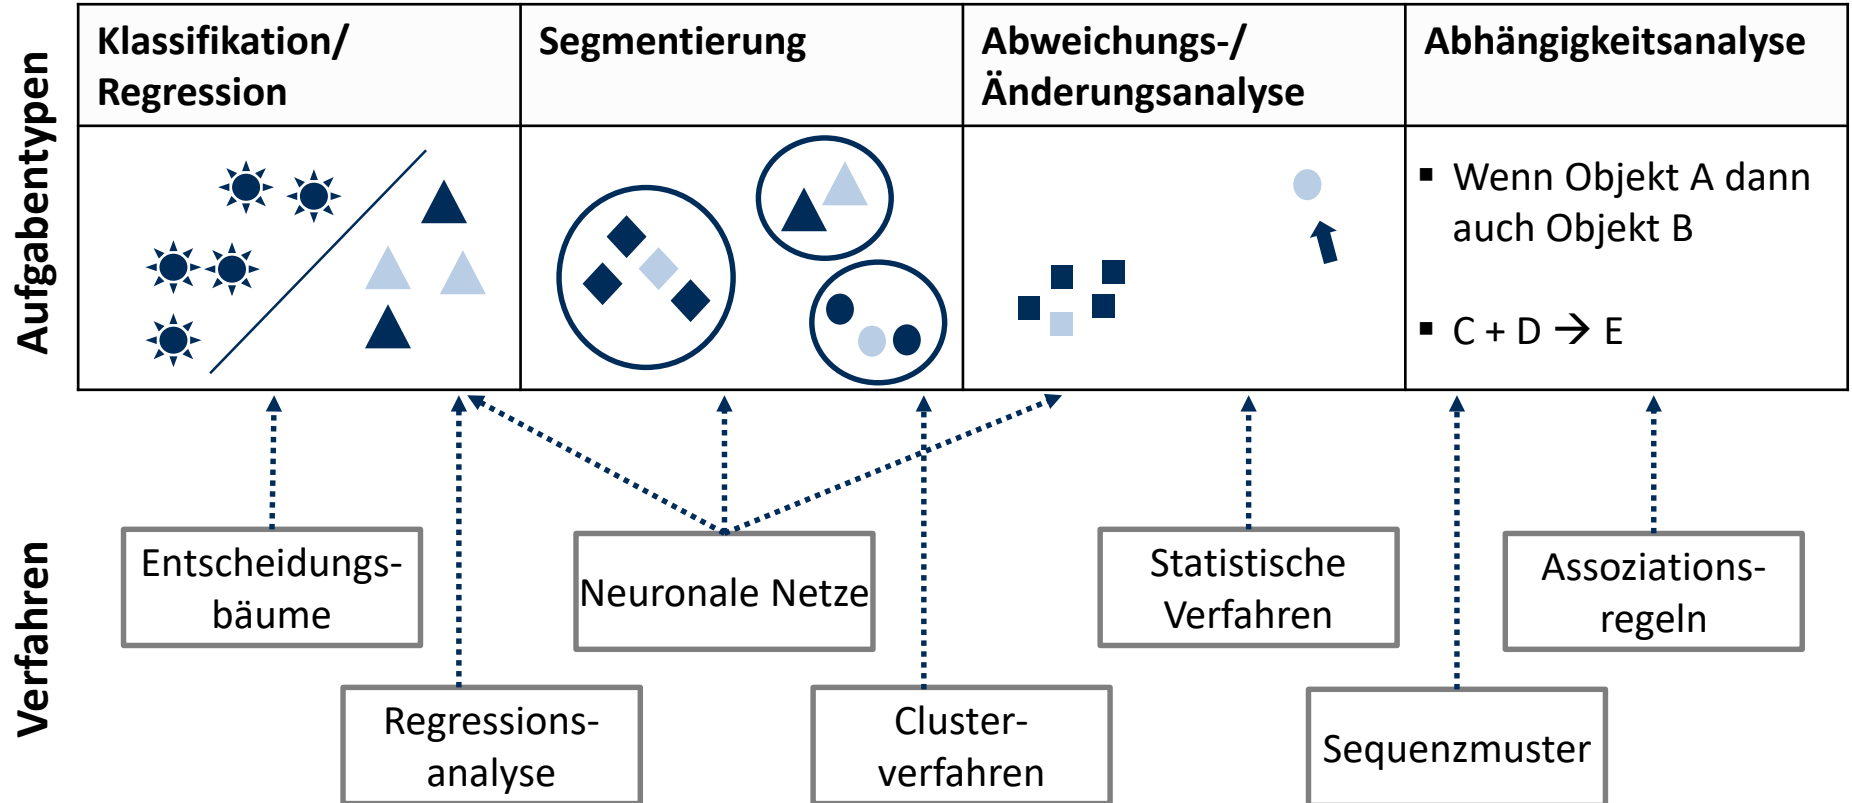 Aufgabentypen
Klassifikation/
Regression
Segmentierung
Abweichungs-/
Änderungsanalyse
Abhängigkeitsanalyse
▪ Wenn Objekt A dann
auch Objekt B
▪ C + D → E
Verfahren
Entscheidungs-
bäume
Neuronale Netze
Statistische
Verfahren
Assoziations-
regeln
Regressions-
analyse
Cluster-
verfahren
Sequenzmuster